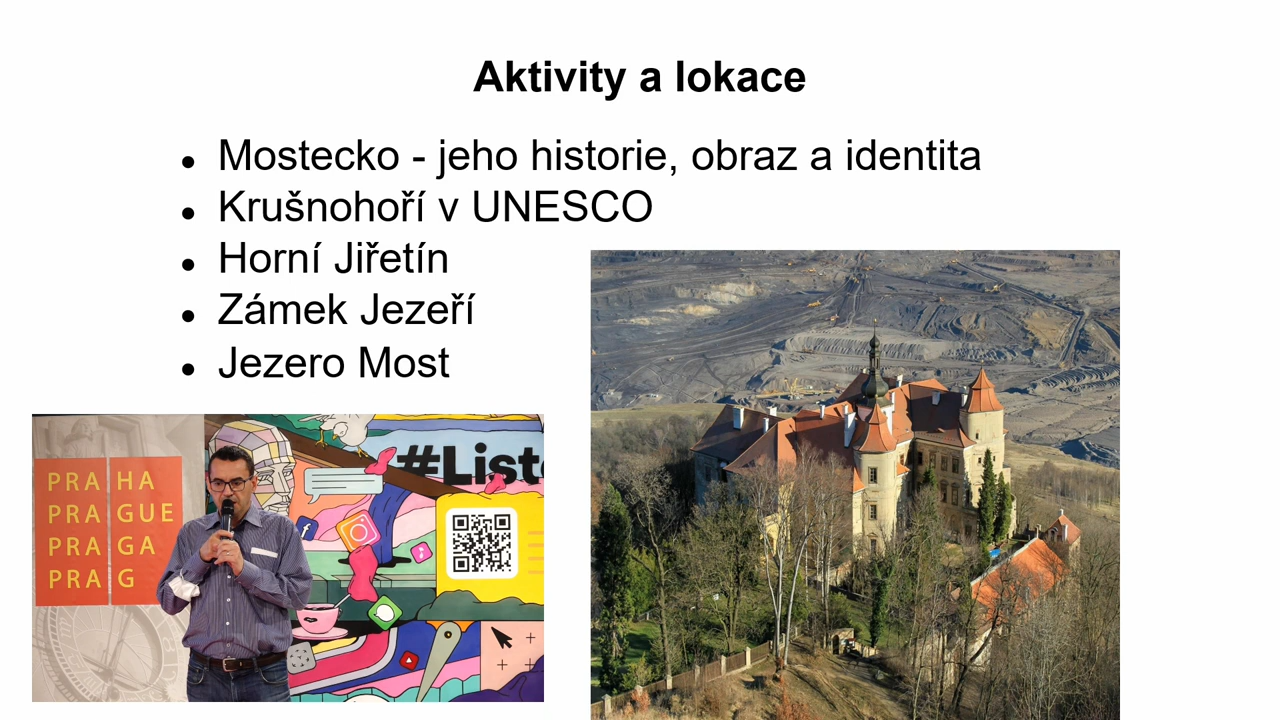 Aktivity a lokace
Mostecko - jeho historie, obraz a identita
Krušnohoří v UNESCO
Horní Jiřetín
Zámek Jezeří
Jezero Most
PRA HA
PRA GUE
PRA GA
PRA G
#Liste